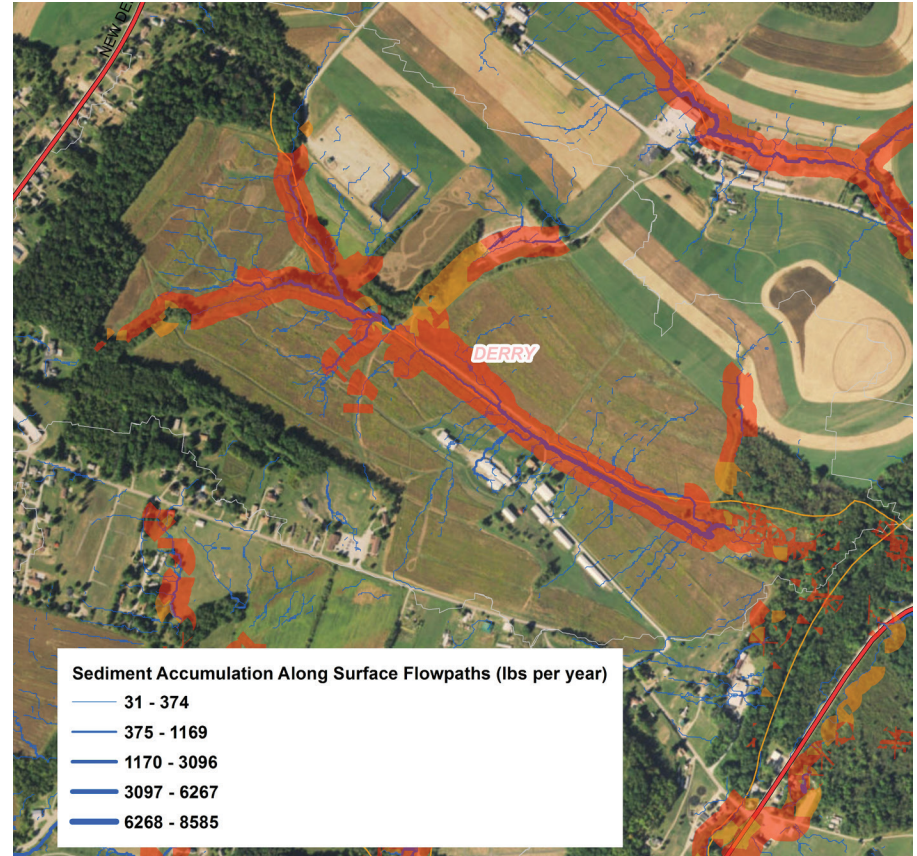 NEW DE
DERRY
Sediment Accumulation Along Surface Flowpaths (lbs per year)
31 - 374
375 - 1169
1170 - 3096
3097 - 6267
6268 - 8585